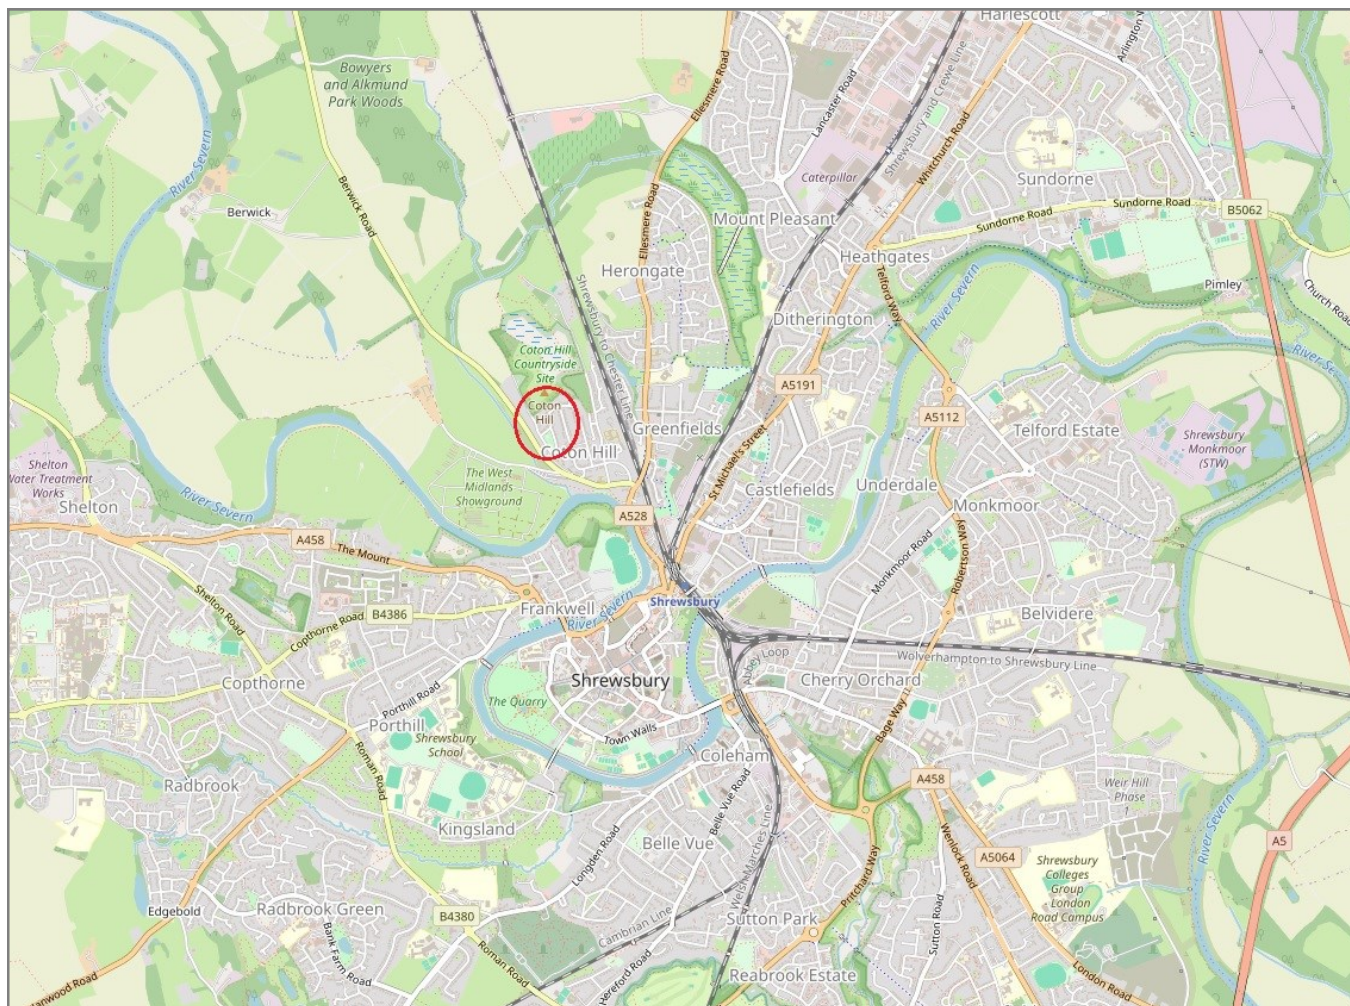 Harlescott
Arlington W
Bowyers
and Alkmund
Park Woods
Ellesmere Road
Lancaster Road
Shrewsbury and Crewe Line
Whitchurch Road
River Severn
Caterpillar
Sundorne
Berwick Road
Berwick
Mount Pleasant
Sundorne Road
Sundorne Road
B5062
Ellesmere Road
Heathgates
Herongate
Telford Way
River Severn
Pimley
Church Road
Shrewsbury to Chester Line
Ditherington
River Se
Coton Hill
Countryside
Site
A5191
Coton
Hill
A5112
Greenfields
Telford Estate
Coton Hill
St Michael's Street
Shrewsbury
Monkmoor
(STW)
Shelton
Water Treatment
Works
The West
Midlands
Showground
Castlefields
Underdale
Monkmoor
Shelton
River Severn
A528
A458
The Mount
Monkmoor Road
Robertson Way
Shelton Road
Frankwell
River Severn
Shrewsbury
B4386
Copthorne Road
Belvidere
Abbey Loop
Wolverhampton to Shrewsbury Line
Copthorne
Shrewsbury
Cherry Orchard
Porthill Road
The Quarry
Bage Way
Porthill
Shrewsbury
School
Town Walls
Coleham
Roman Road
A458
Radbrook
Weir Hill
Phase
1
River Severn
Kingsland
Belle Vue Road
Longden Road
Belle Vue
Welsh Marches Line
Wenlock Road
A5
A5064
Pritchard Way
Shrewsbury
Colleges
Group
London
Road Campus
Edgebold
Radbrook Green
B4380
Cambrian Line
Sutton Park
Sutton Road
Bank Farm Road
Roman Road
Hereford Road
Reabrook Estate
London Road
anwood Road